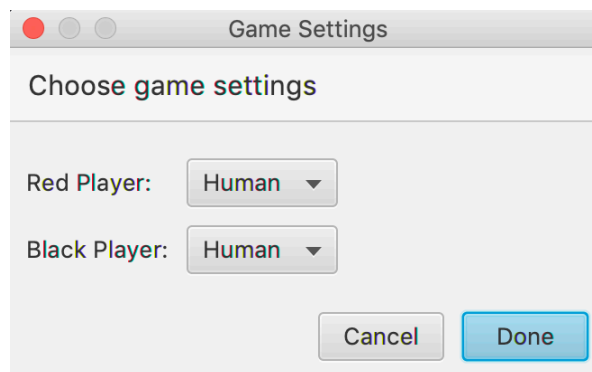 Game Settings
Choose game settings
Red Player: Human
Black Player: Human
Cancel Done